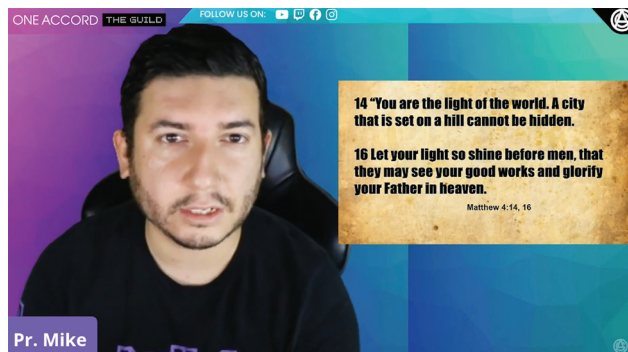 ONE ACCORD THE GUILD
FOLLOW US ON:
14 “You are the light of the world. A city
that is set on a hill cannot be hidden.
16 Let your light so shine before men, that
they may see your good works and glorify
your Father in heaven.
Matthew 4:14, 16
Pr. Mike